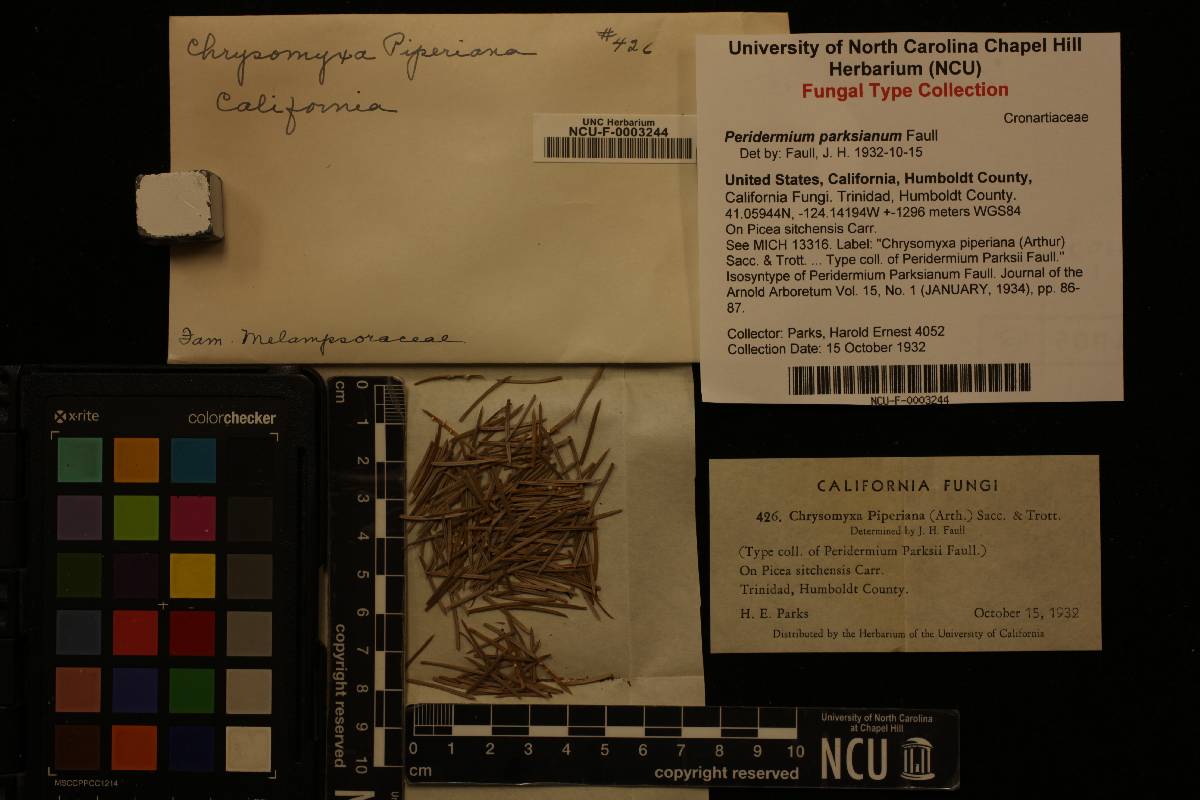 Chrysomyxa Piperiana #426
California
UNC Herbarium
NCU-F-0003244
Fam. Melampsoraceae
University of North Carolina Chapel Hill
Herbarium (NCU)
Fungal Type Collection
Cronartiaceae
Peridermium parksianum Faull
Det by: Faull, J. H. 1932-10-15
United States, California, Humboldt County,
California Fungi. Trinidad, Humboldt County.
41.05944N, -124.14194W +-1296 meters WGS84
On Picea sitchensis Carr.
See MICH 13316. Label: "Chrysomyxa piperiana (Arthur)
Sacc. & Trott. ... Type coll. of Peridermium Parksii Faull."
Isosyntype of Peridermium Parksianum Faull. Journal of the
Arnold Arboretum Vol. 15, No. 1 (JANUARY, 1934), pp. 86-
87.
Collector: Parks, Harold Ernest 4052
Collection Date: 15 October 1932
NCU-F-0003244
CALIFORNIA FUNGI
426. Chrysomyxa Piperiana (Arth.) Sacc. & Trott.
Determined by J. H. Faull
(Type coll. of Peridermium Parksii Faull.)
On Picea sitchensis Carr.
Trinidad, Humboldt County.
H. E. Parks October 15, 1932
Distributed by the Herbarium of the University of California
x-rite colorchecker
MSCCPPCC1214
cm 0 1 2 3 4 5 6 7 8 9 10
copyright reserved
0 1 2 3 4 5 6 7 8 9 10
cm copyright reserved
University of North Carolina
at Chapel Hill
NCU